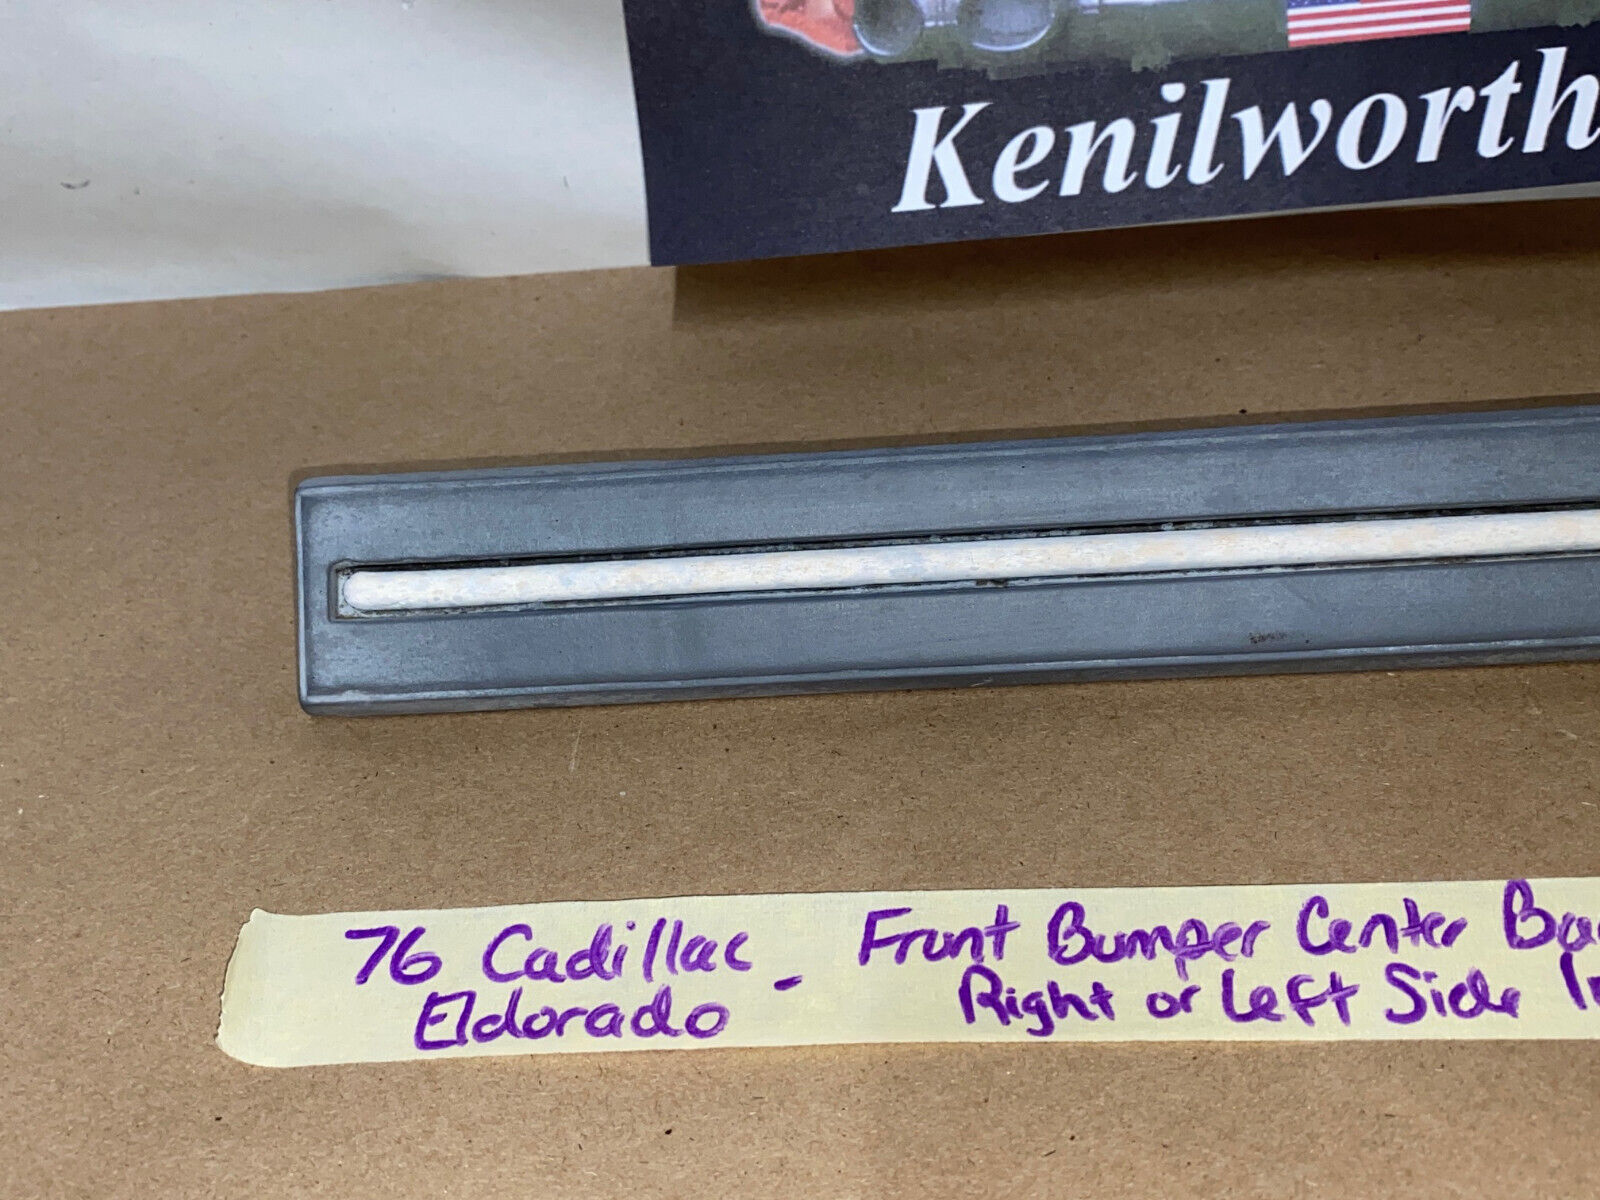 Kenilworth
76 Cadillac - Front Bumper Center
Eldorado Right or Left Side